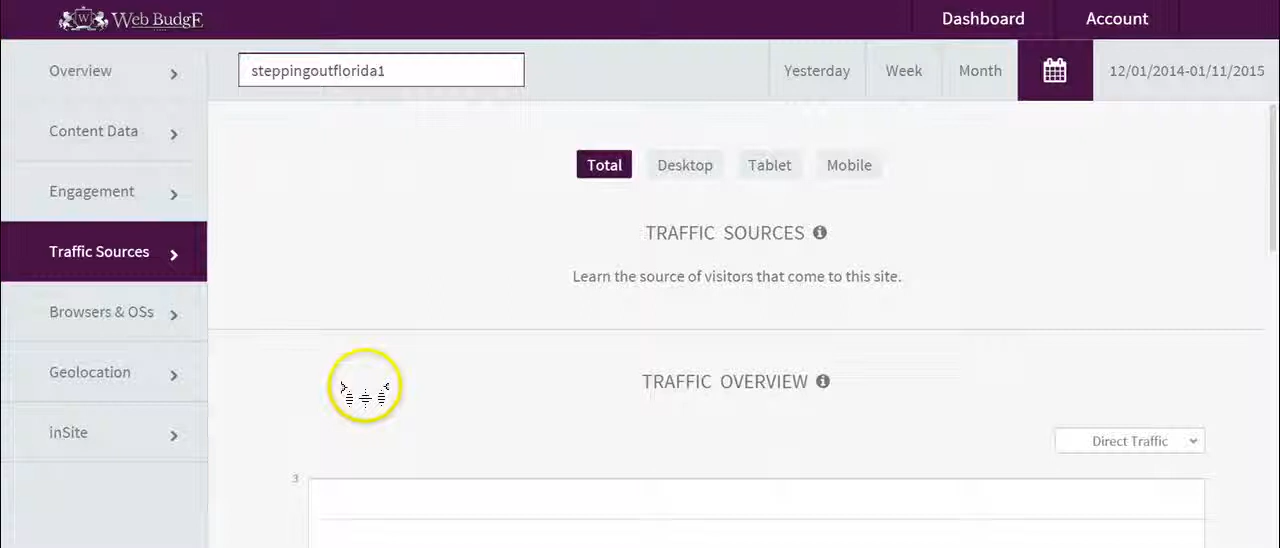 Web BudgE
Dashboard
Account
Overview
Content Data
Engagement
Traffic Sources
Browsers & OSs
Geolocation
inSite
steppingoutflorida1
Yesterday
Week
Month
12/01/2014-01/11/2015
Total
Desktop
Tablet
Mobile
TRAFFIC SOURCES
Learn the source of visitors that come to this site.
TRAFFIC OVERVIEW
Direct Traffic
3